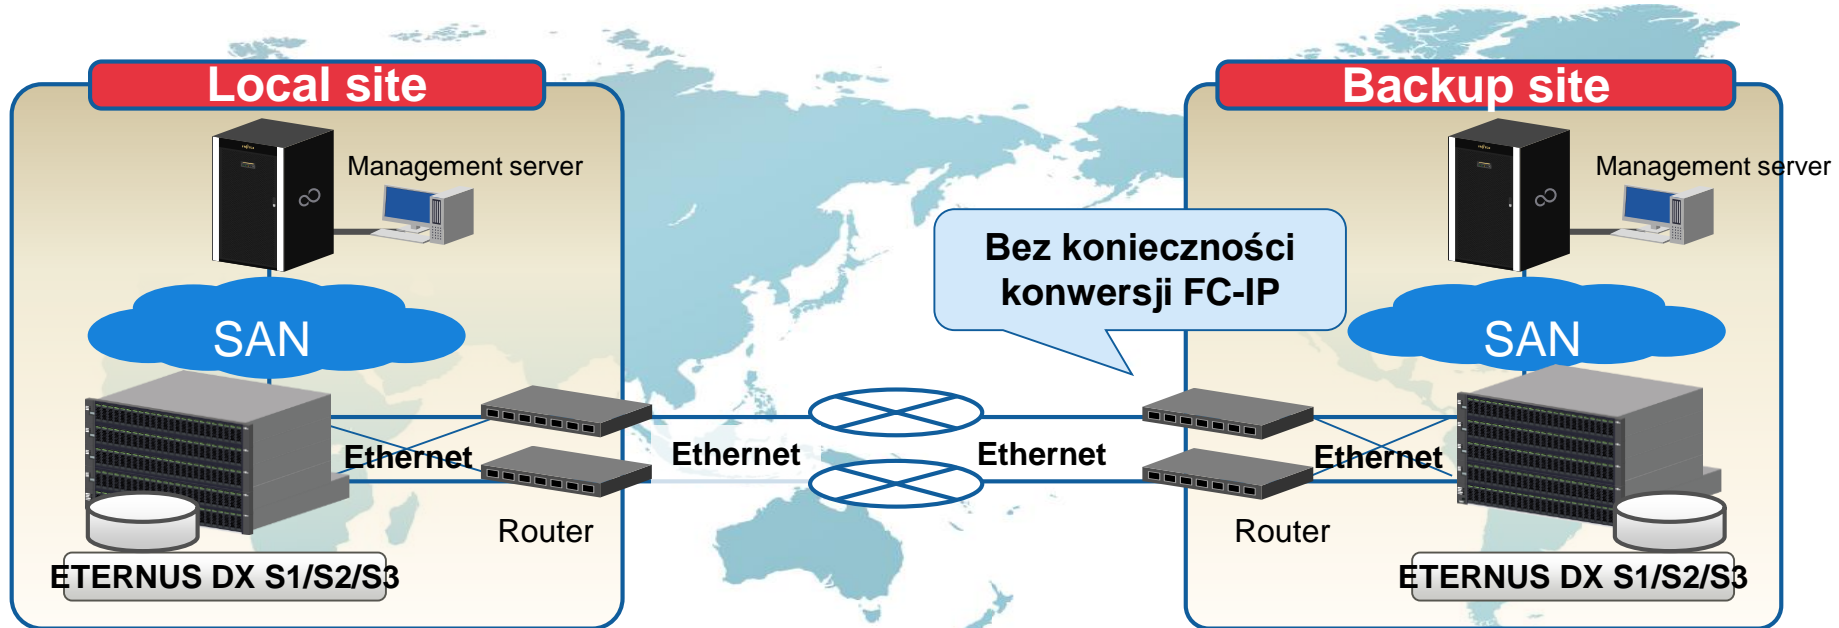 Local site
Backup site
Management server
Management server
Bez konieczności
konwersji FC-IP
SAN
SAN
Ethernet
Ethernet
Ethernet
Ethernet
Router
Router
ETERNUS DX S1/S2/S3
ETERNUS DX S1/S2/S3